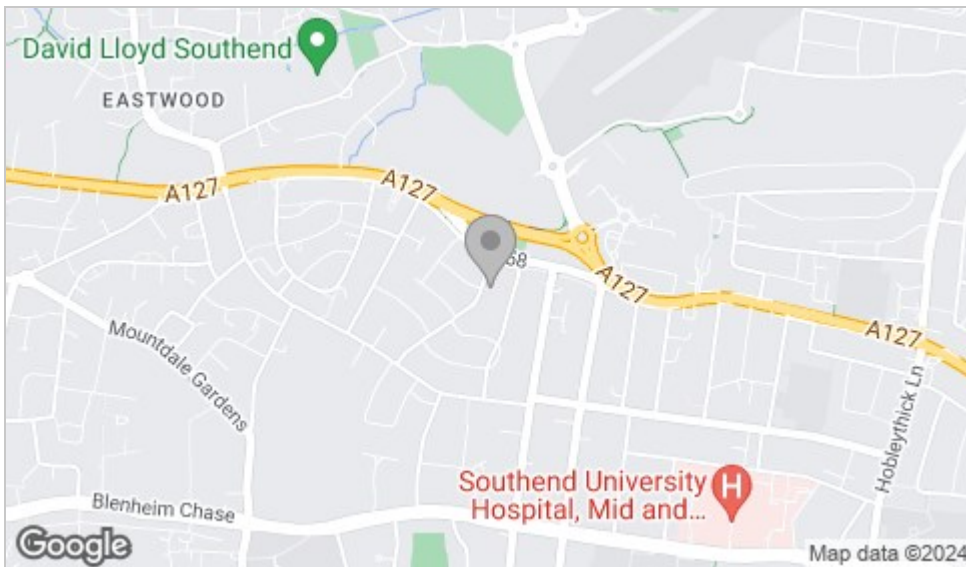 David Lloyd Southend
EASTWOOD
A127
A127
68
A127
A127
Mountdale Gardens
Hobleythick Ln
Southend University
Hospital, Mid and...
H
Blenheim Chase
Google
Map data ©2024